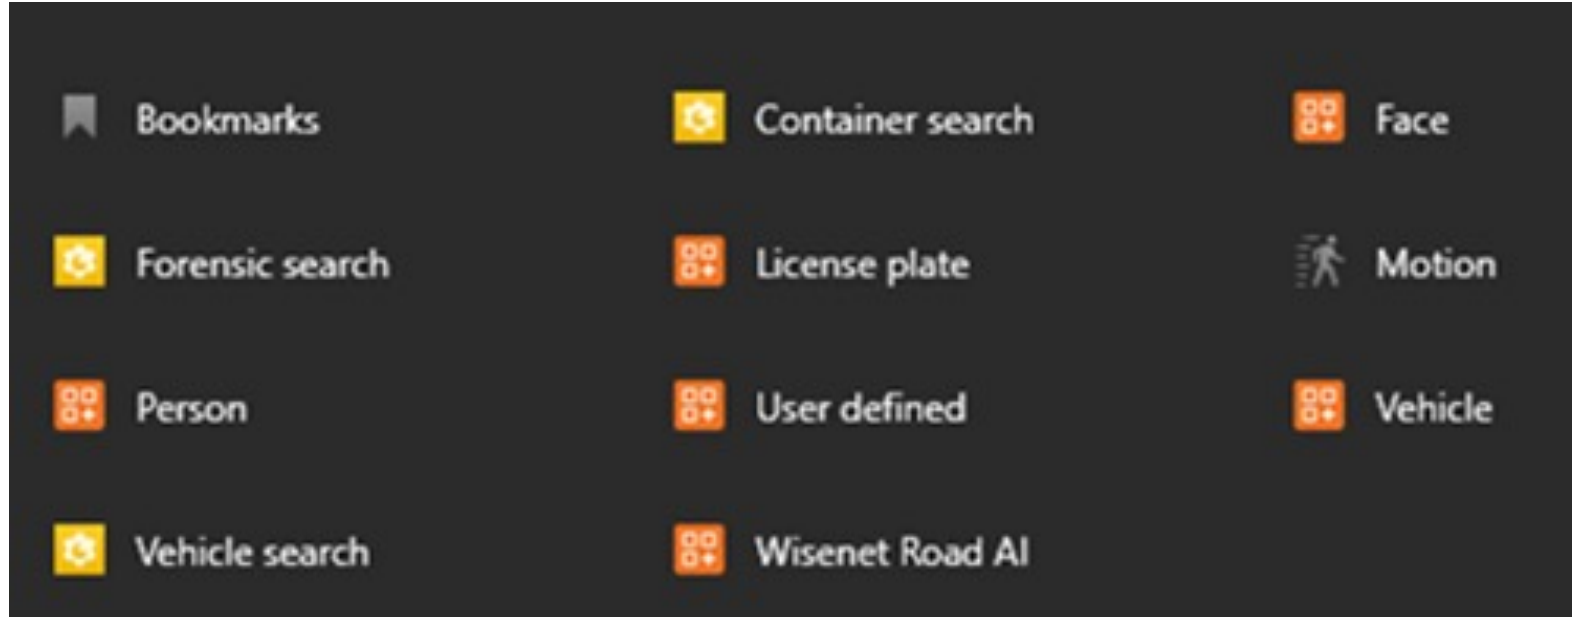 Bookmarks
Container search
Face
Forensic search
License plate
Motion
Person
User defined
Vehicle
Vehicle search
Wisenet Road AI